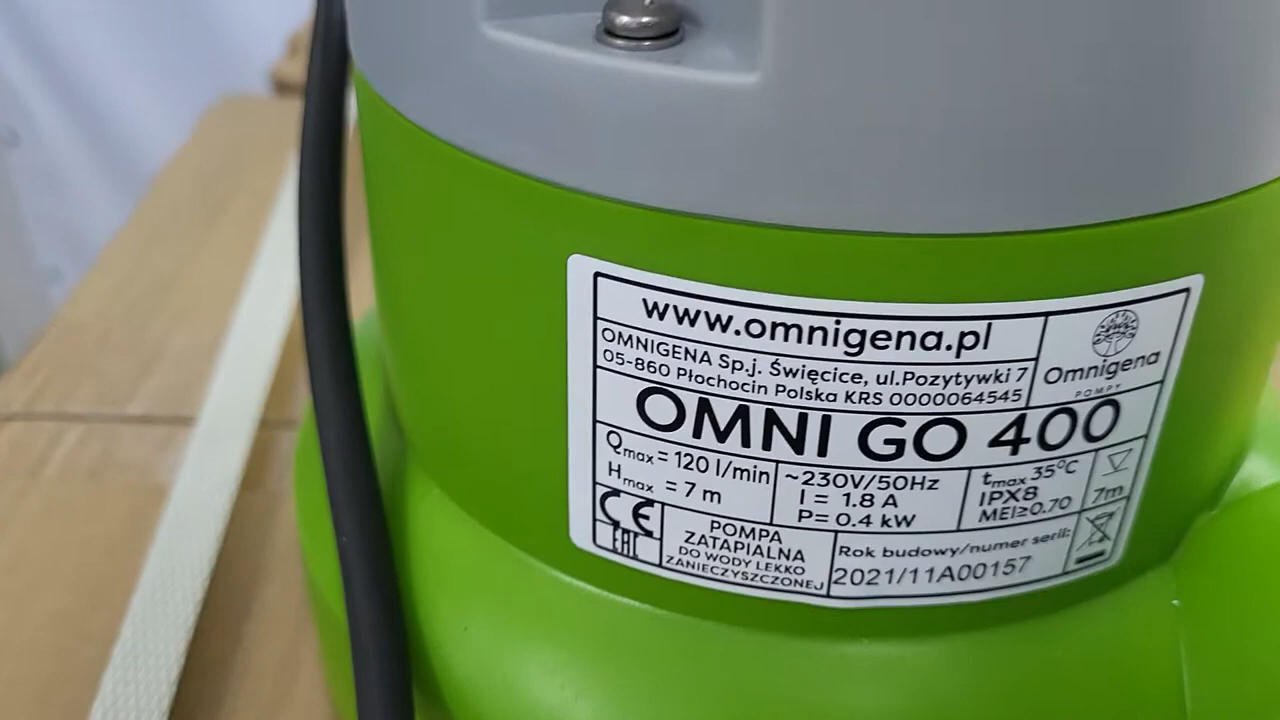 www.omnigena.pl
OMNIGENA Sp.j. Święcice, ul.Pozytywki 7
05-860 Płochocin Polska KRS 0000064545
Omnigena
POMPY
OMNI GO 400
Qmax = 120 l/min
Hmax = 7 m
~230V/50Hz
I = 1.8 A
P= 0.4 kW
tmax 35°C
IPX8
MEI≥0.70
7m
CE
EAC
POMPA
ZATAPIALNA
DO WODY LEKKO
ZANIECZYSZCZONEJ
Rok budowy/numer serii:
2021/11A00157